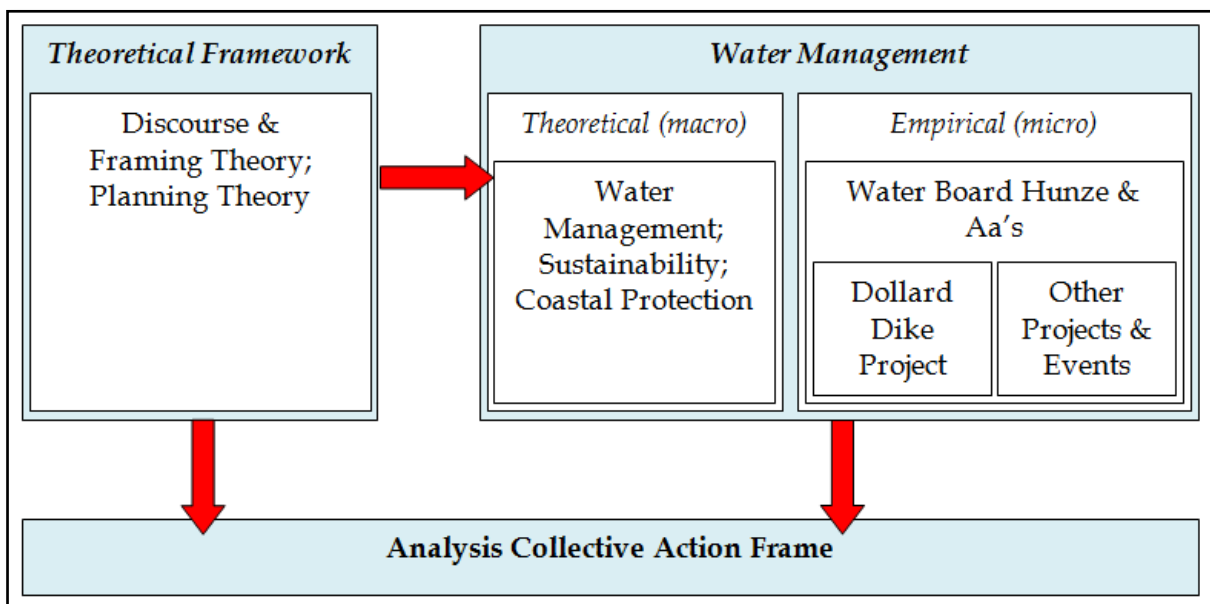 Theoretical Framework
Discourse &
Framing Theory;
Planning Theory
Water Management
Theoretical (macro)
Water
Management;
Sustainability;
Coastal Protection
Empirical (micro)
Water Board Hunze &
Aa’s
Dollard
Dike
Project
Other
Projects &
Events
Analysis Collective Action Frame